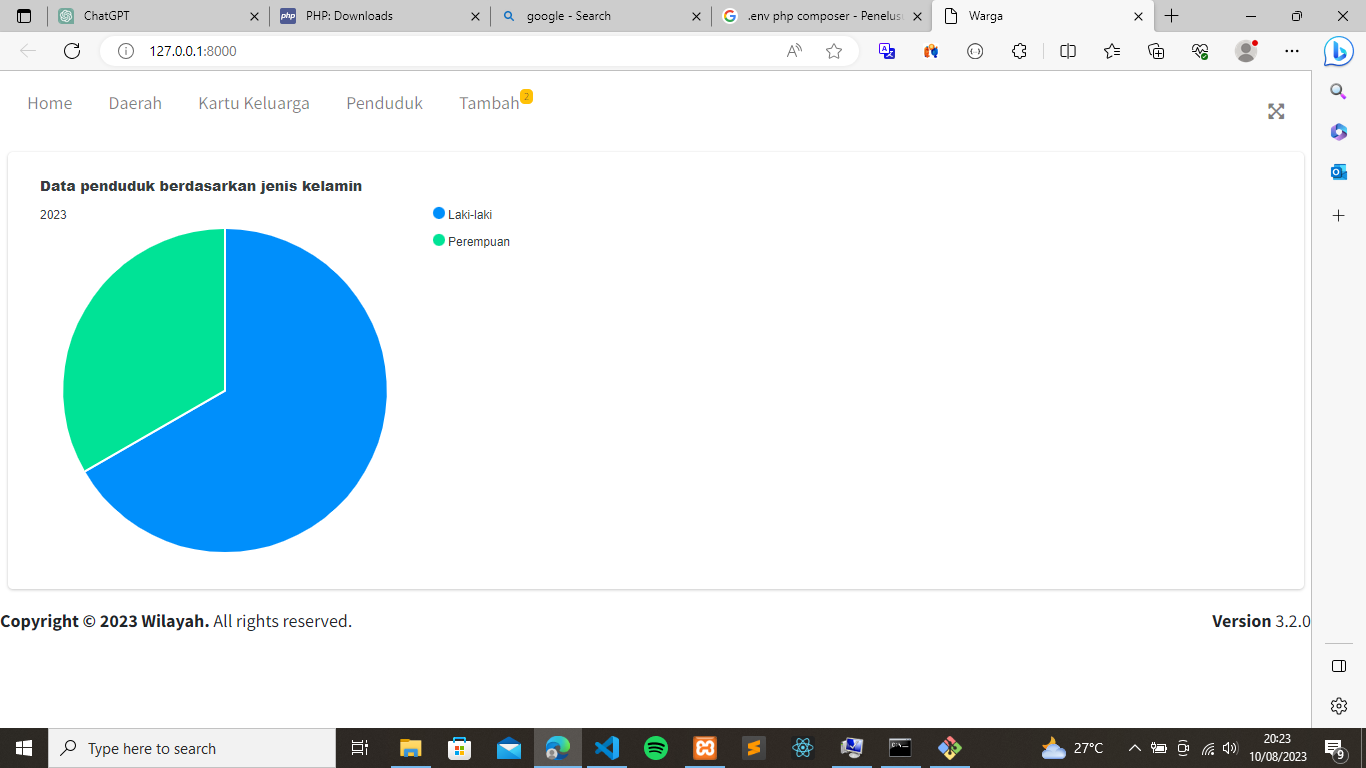 ChatGPT
php PHP: Downloads
google - Search
.env php composer - Penelus
Warga
127.0.0.1:8000
Home Daerah Kartu Keluarga Penduduk Tambah 2
Data penduduk berdasarkan jenis kelamin
2023
Laki-laki
Perempuan
Copyright © 2023 Wilayah. All rights reserved.
Version 3.2.0
Type here to search
27°C
20:23
10/08/2023
9